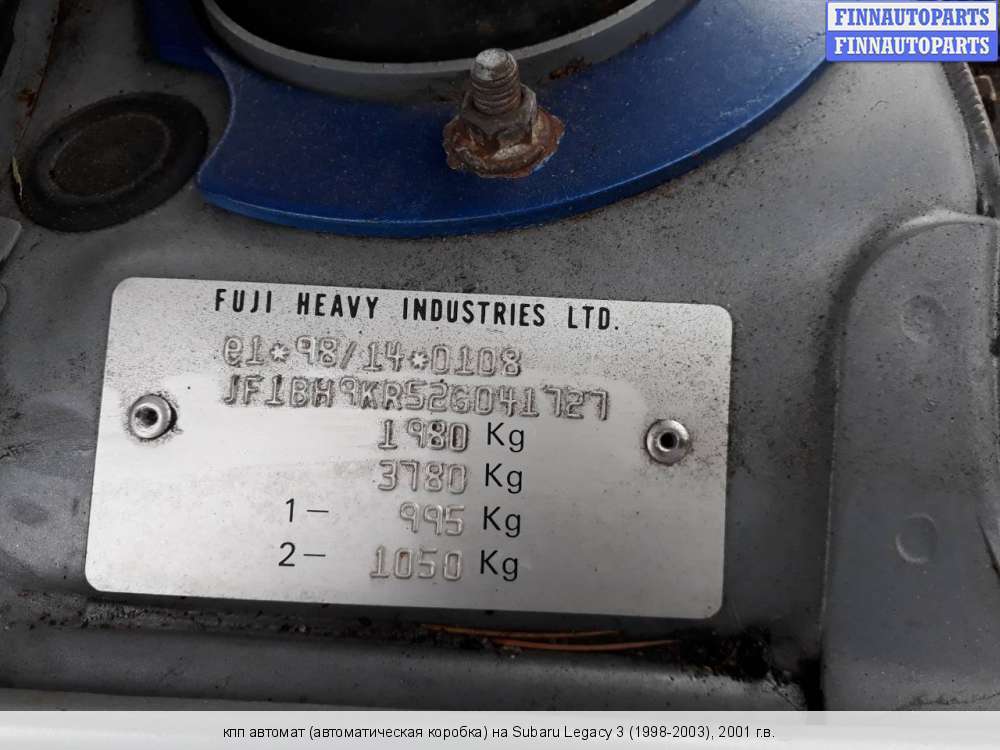 FINNAUTOPARTS
FINNAUTOPARTS
FUJI HEAVY INDUSTRIES LTD.
e1*98/14*0108
JF1BH9KR52G041727
1980 Kg
3780 Kg
1- 995 Kg
2- 1050 Kg
кпп автомат (автоматическая коробка) на Subaru Legacy 3 (1998-2003), 2001 г.в.